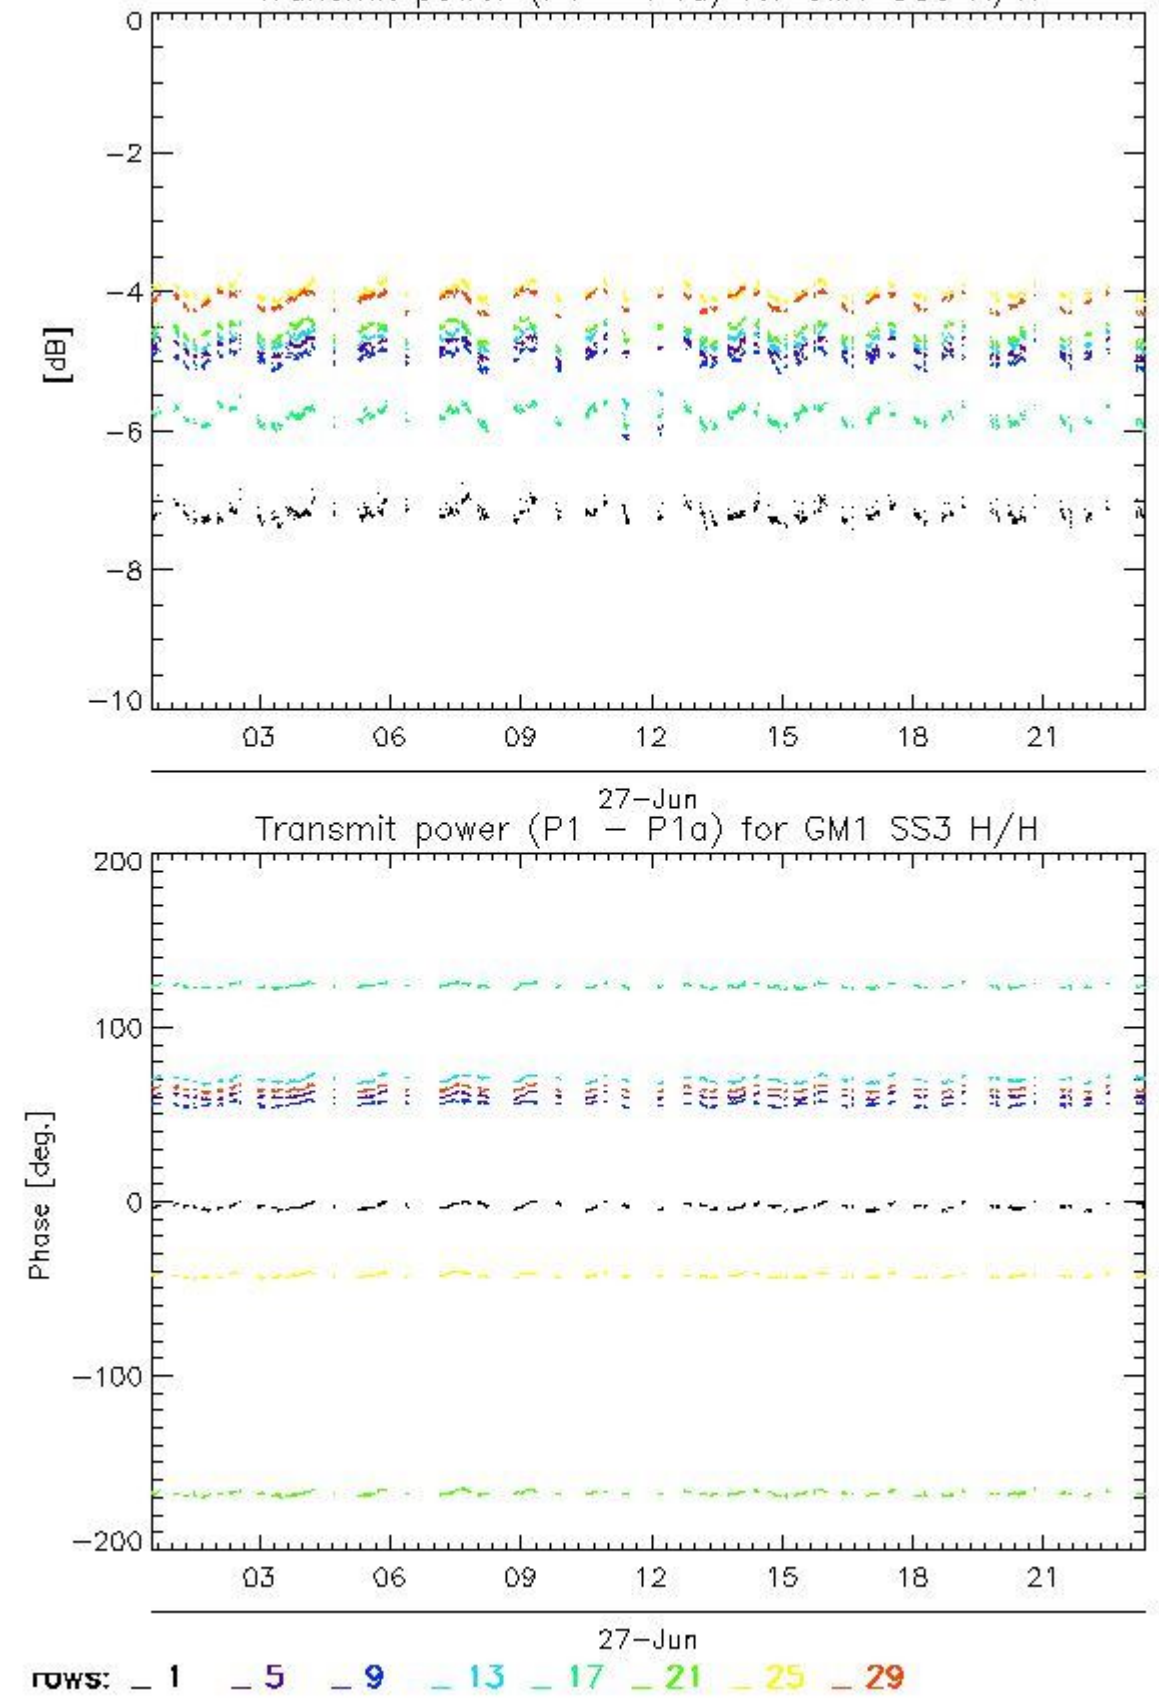 0
−2
−4
[dB]
−6
−8
−10
03 06 09 12 15 18 21
27−Jun
Transmit power (P1 − P1a) for GM1 SS3 H/H
200
100
0
Phase [deg.]
−100
−200
03 06 09 12 15 18 21
27−Jun
rows: _ 1 _ 5 _ 9 _ 13 _ 17 _ 21 _ 25 _ 29